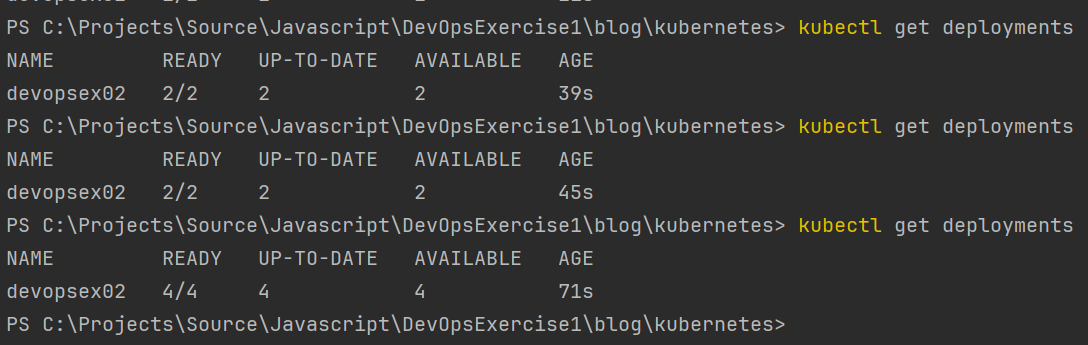 PS C:\Projects\Source\Javascript\DevOpsExercise1\blog\kubernetes> kubectl get deployments
NAME READY UP-TO-DATE AVAILABLE AGE
devopsex02 2/2 2 2 39s
PS C:\Projects\Source\Javascript\DevOpsExercise1\blog\kubernetes> kubectl get deployments
NAME READY UP-TO-DATE AVAILABLE AGE
devopsex02 2/2 2 2 45s
PS C:\Projects\Source\Javascript\DevOpsExercise1\blog\kubernetes> kubectl get deployments
NAME READY UP-TO-DATE AVAILABLE AGE
devopsex02 4/4 4 4 71s
PS C:\Projects\Source\Javascript\DevOpsExercise1\blog\kubernetes>